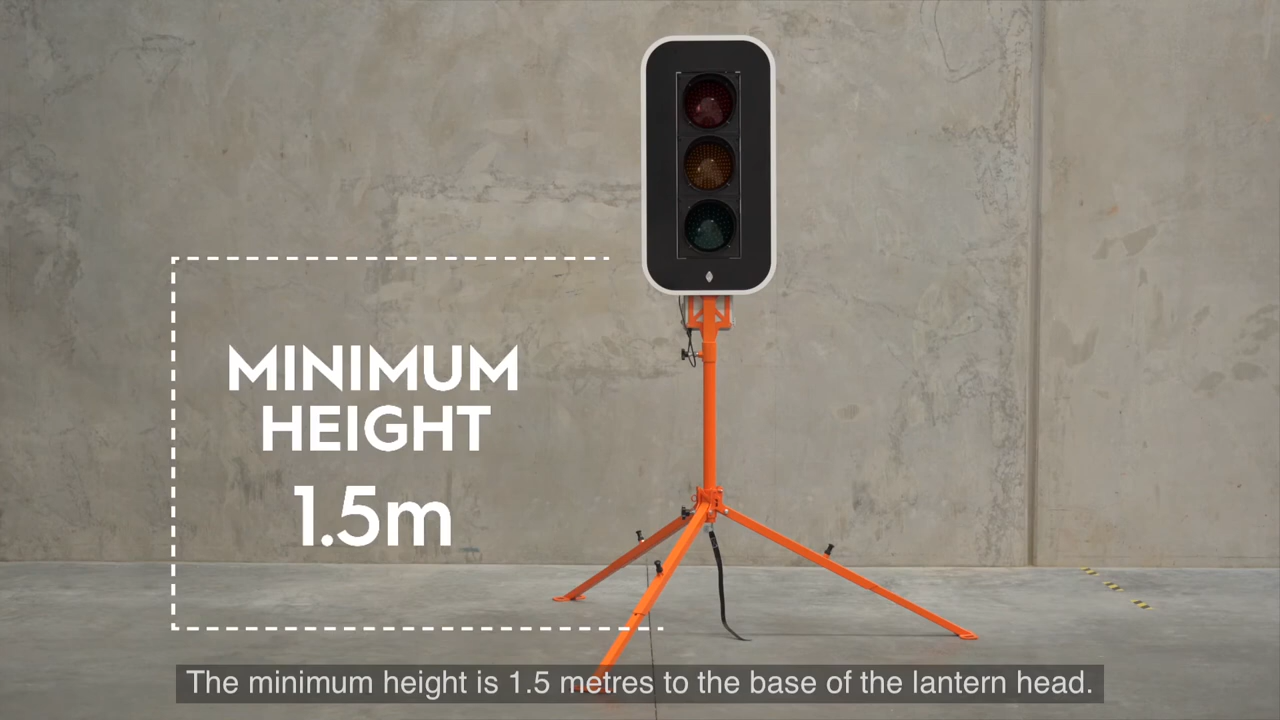 MINIMUM
HEIGHT
1.5m
The minimum height is 1.5 metres to the base of the lantern head.